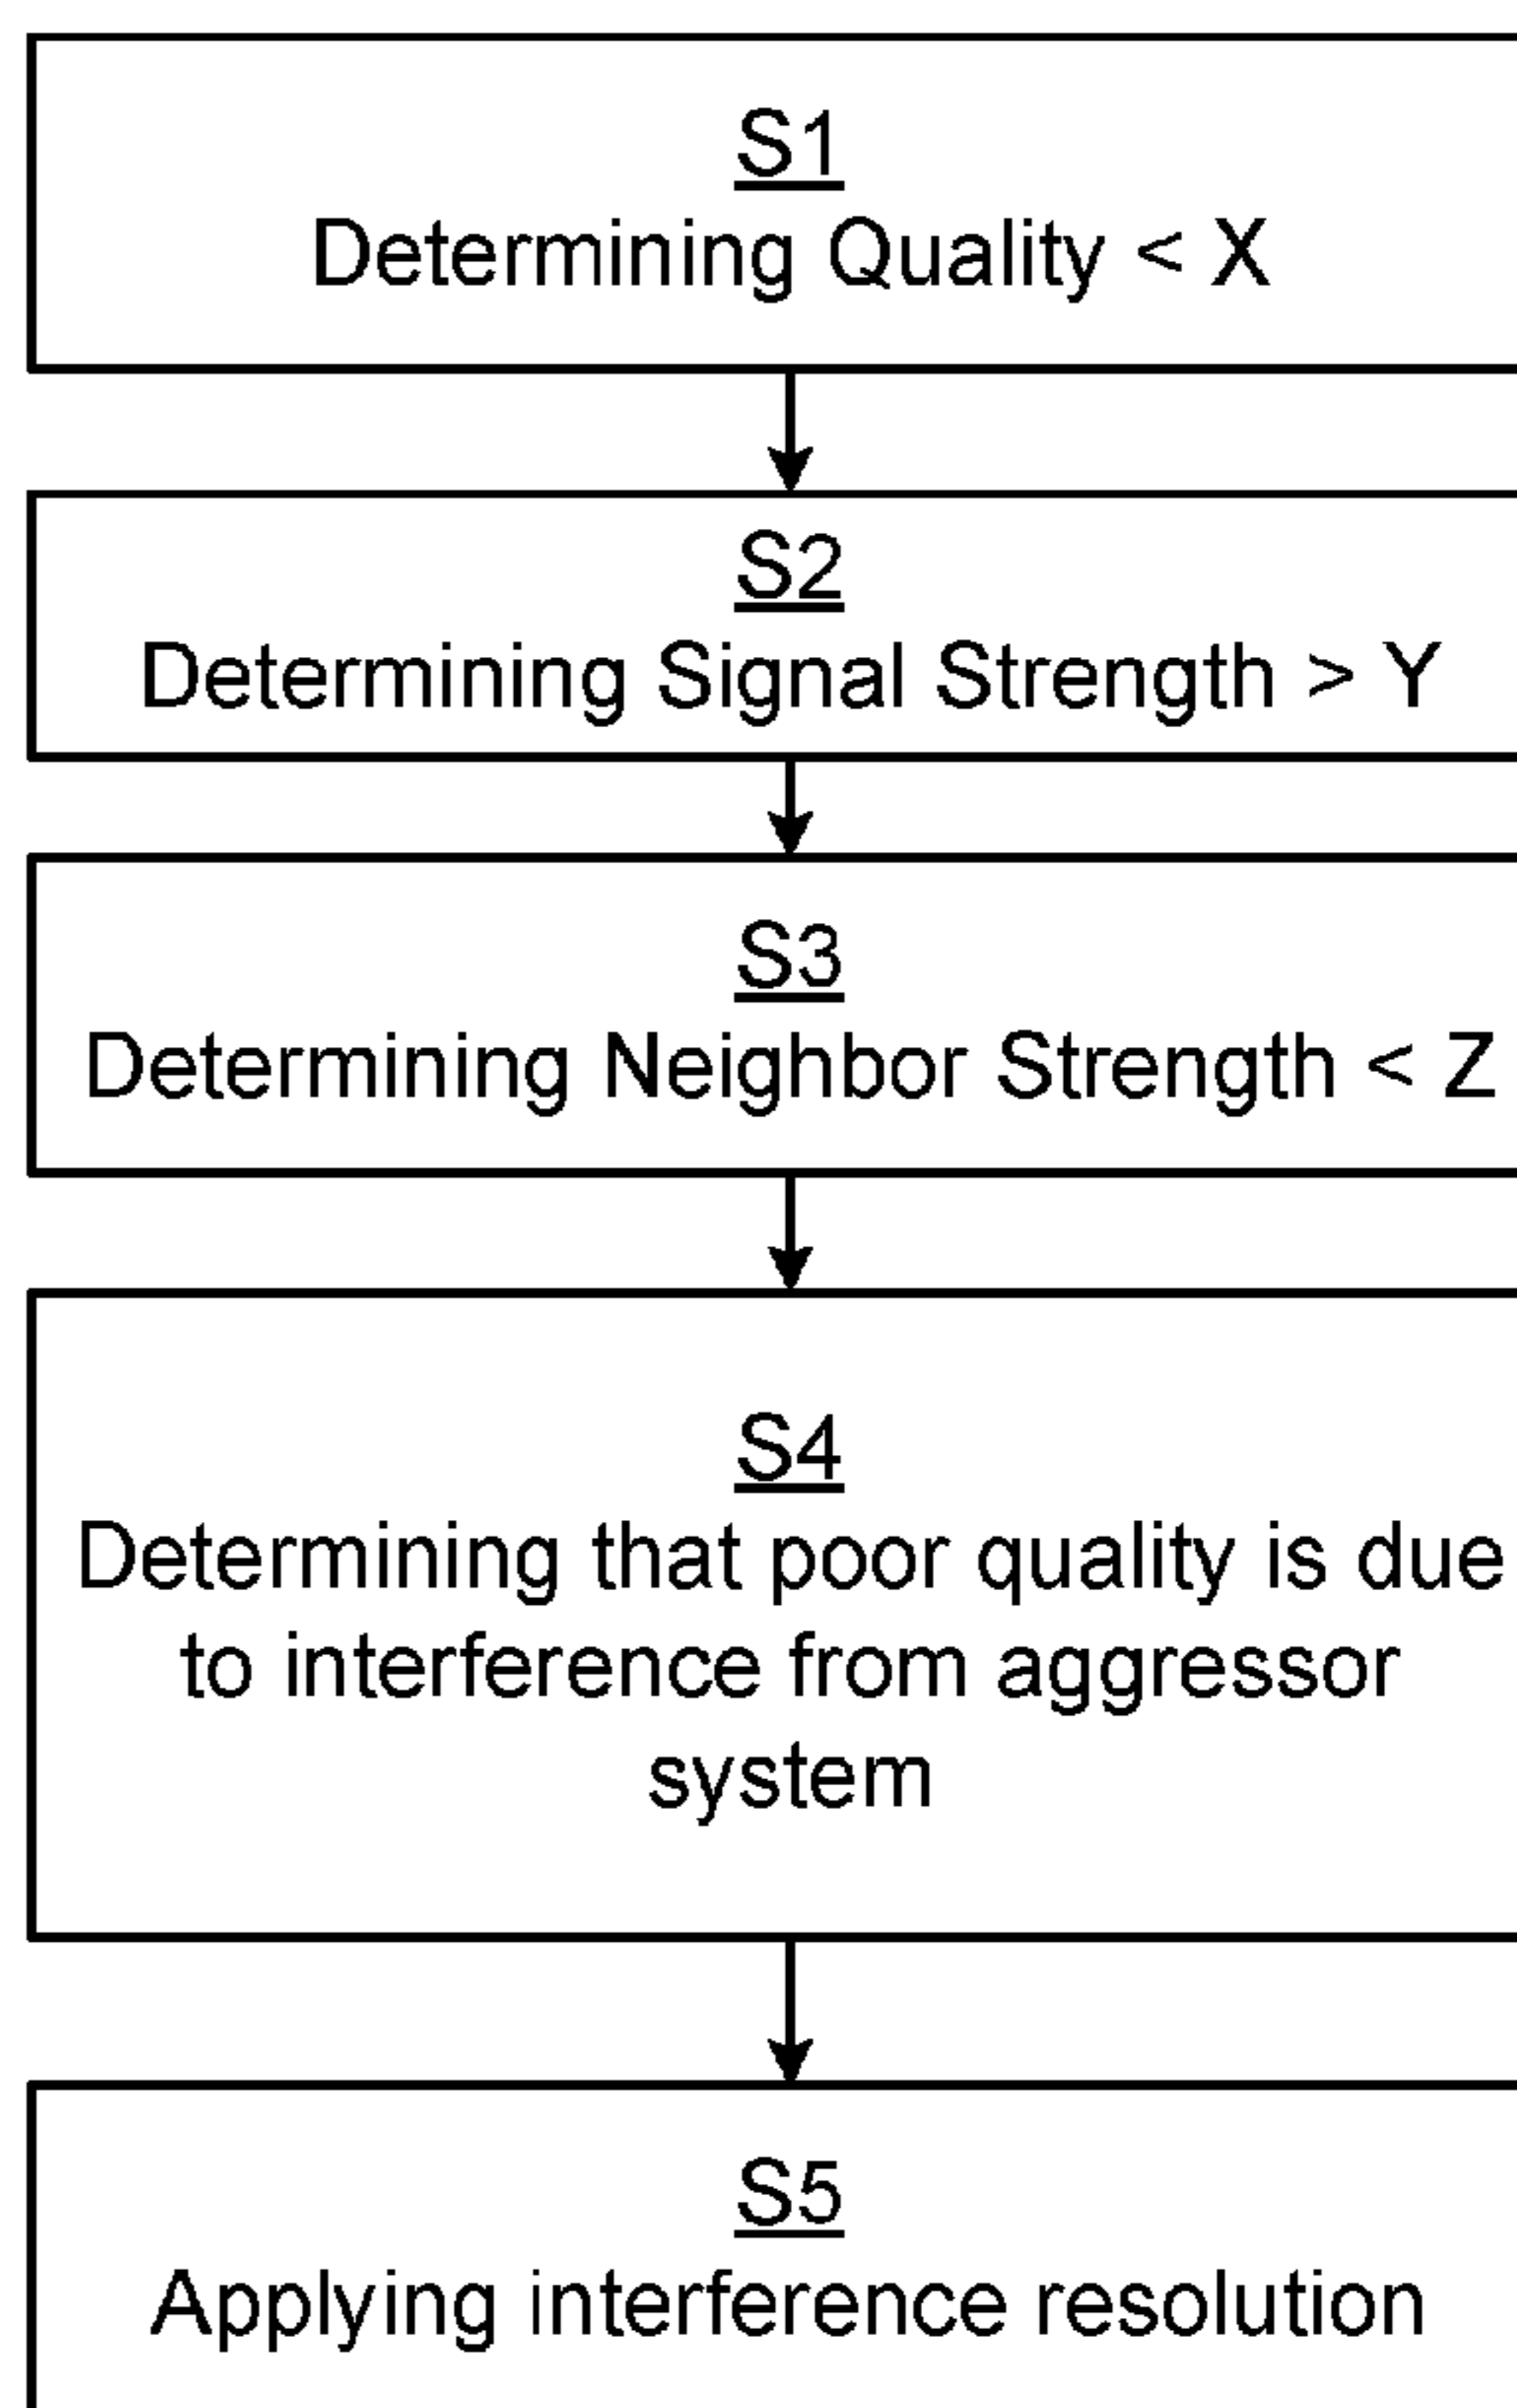 S1
Determining Quality < X
S2
Determining Signal Strength > Y
S3
Determining Neighbor Strength < Z
S4
Determining that poor quality is due
to interference from aggressor
system
S5
Applying interference resolution